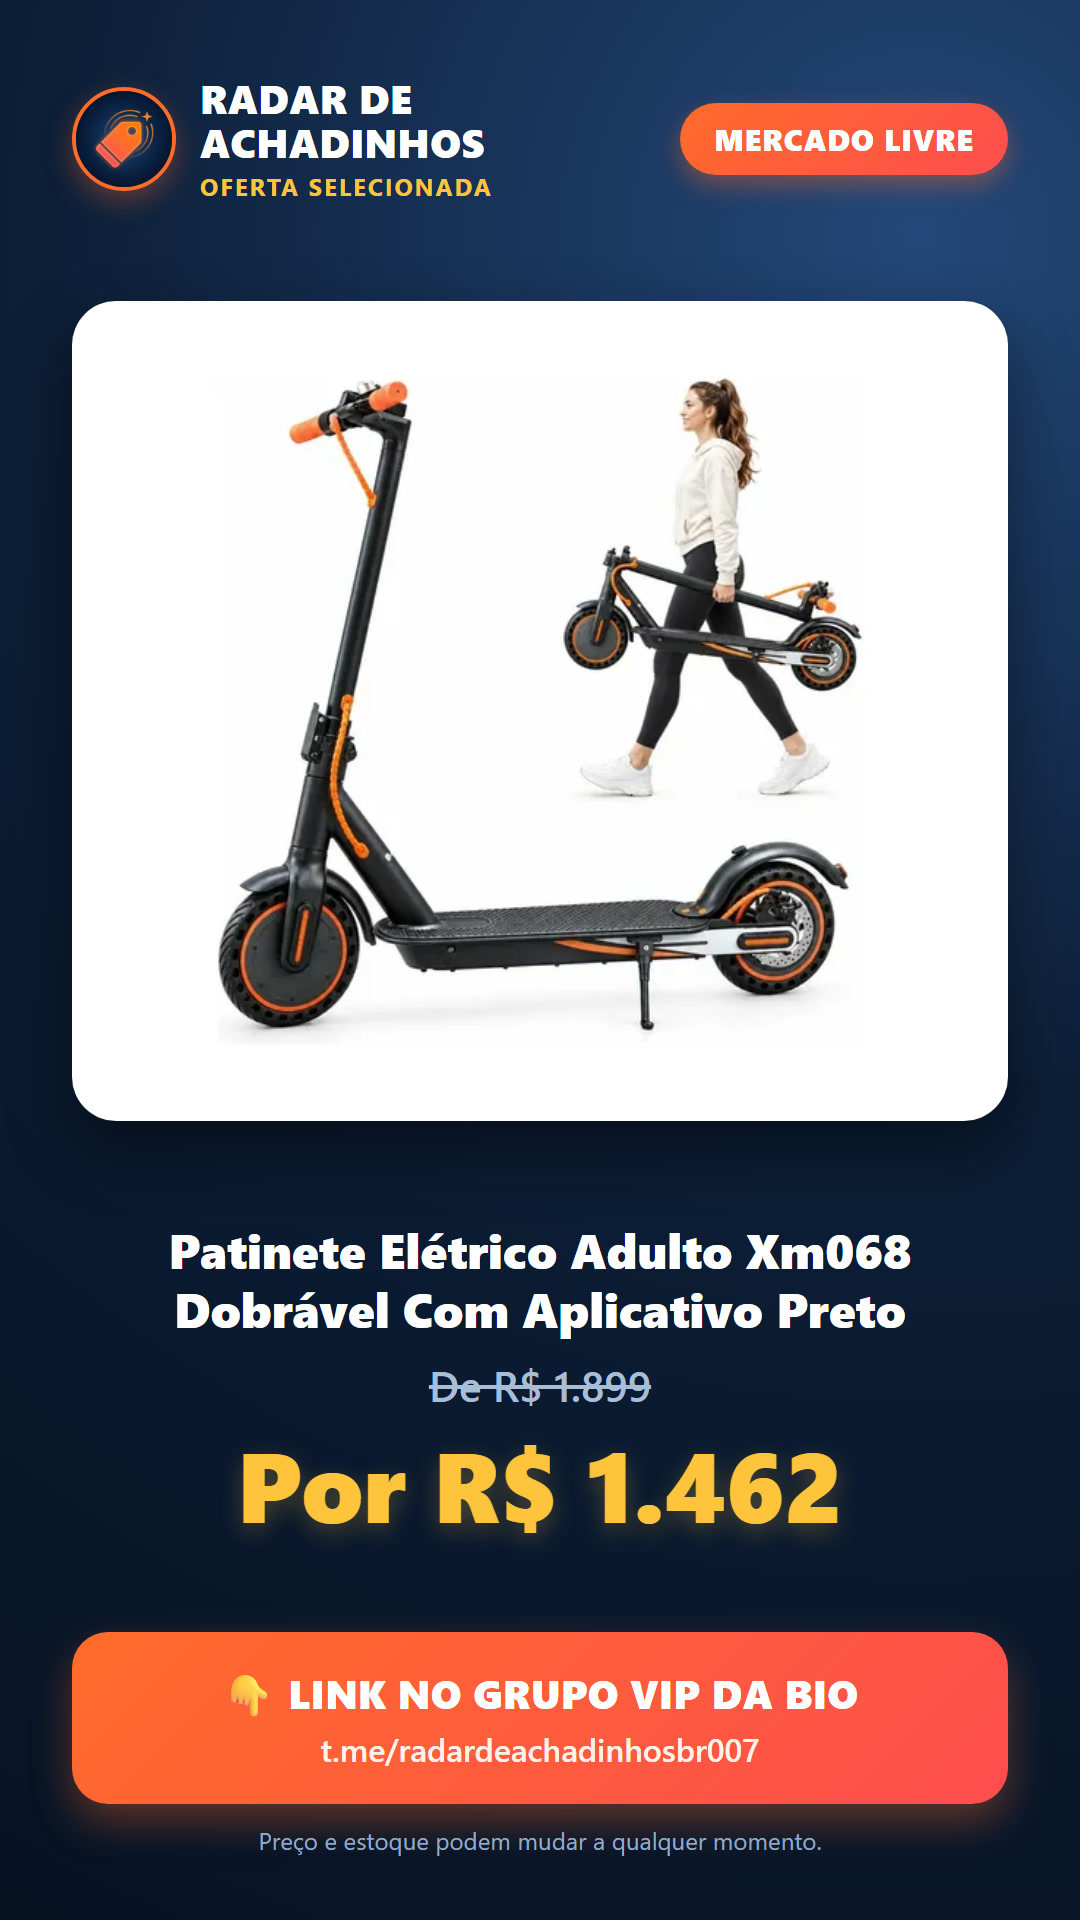 RADAR DE
ACHADINHOS
OFERTA SELECIONADA
MERCADO LIVRE
Patinete Elétrico Adulto Xm068
Dobrável Com Aplicativo Preto
De R$ 1.899
Por R$ 1.462
👇 LINK NO GRUPO VIP DA BIO
t.me/radardeachadinhosbr007
Preço e estoque podem mudar a qualquer momento.